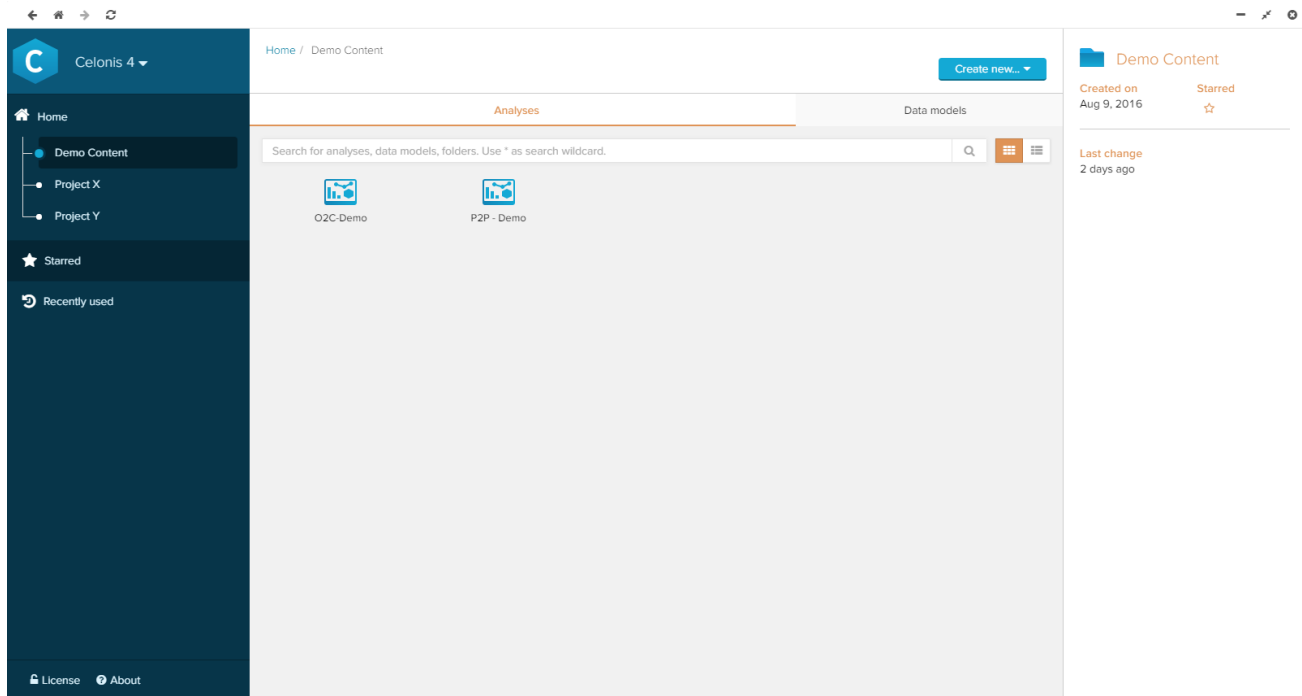 C
Celonis 4
Home
Demo Content
Project X
Project Y
Starred
Recently used
License
About
Home / Demo Content
Create new...
Analyses
Data models
Search for analyses, data models, folders. Use * as search wildcard.
O2C-Demo
P2P - Demo
Demo Content
Created on
Starred
Aug 9, 2016
Last change
2 days ago